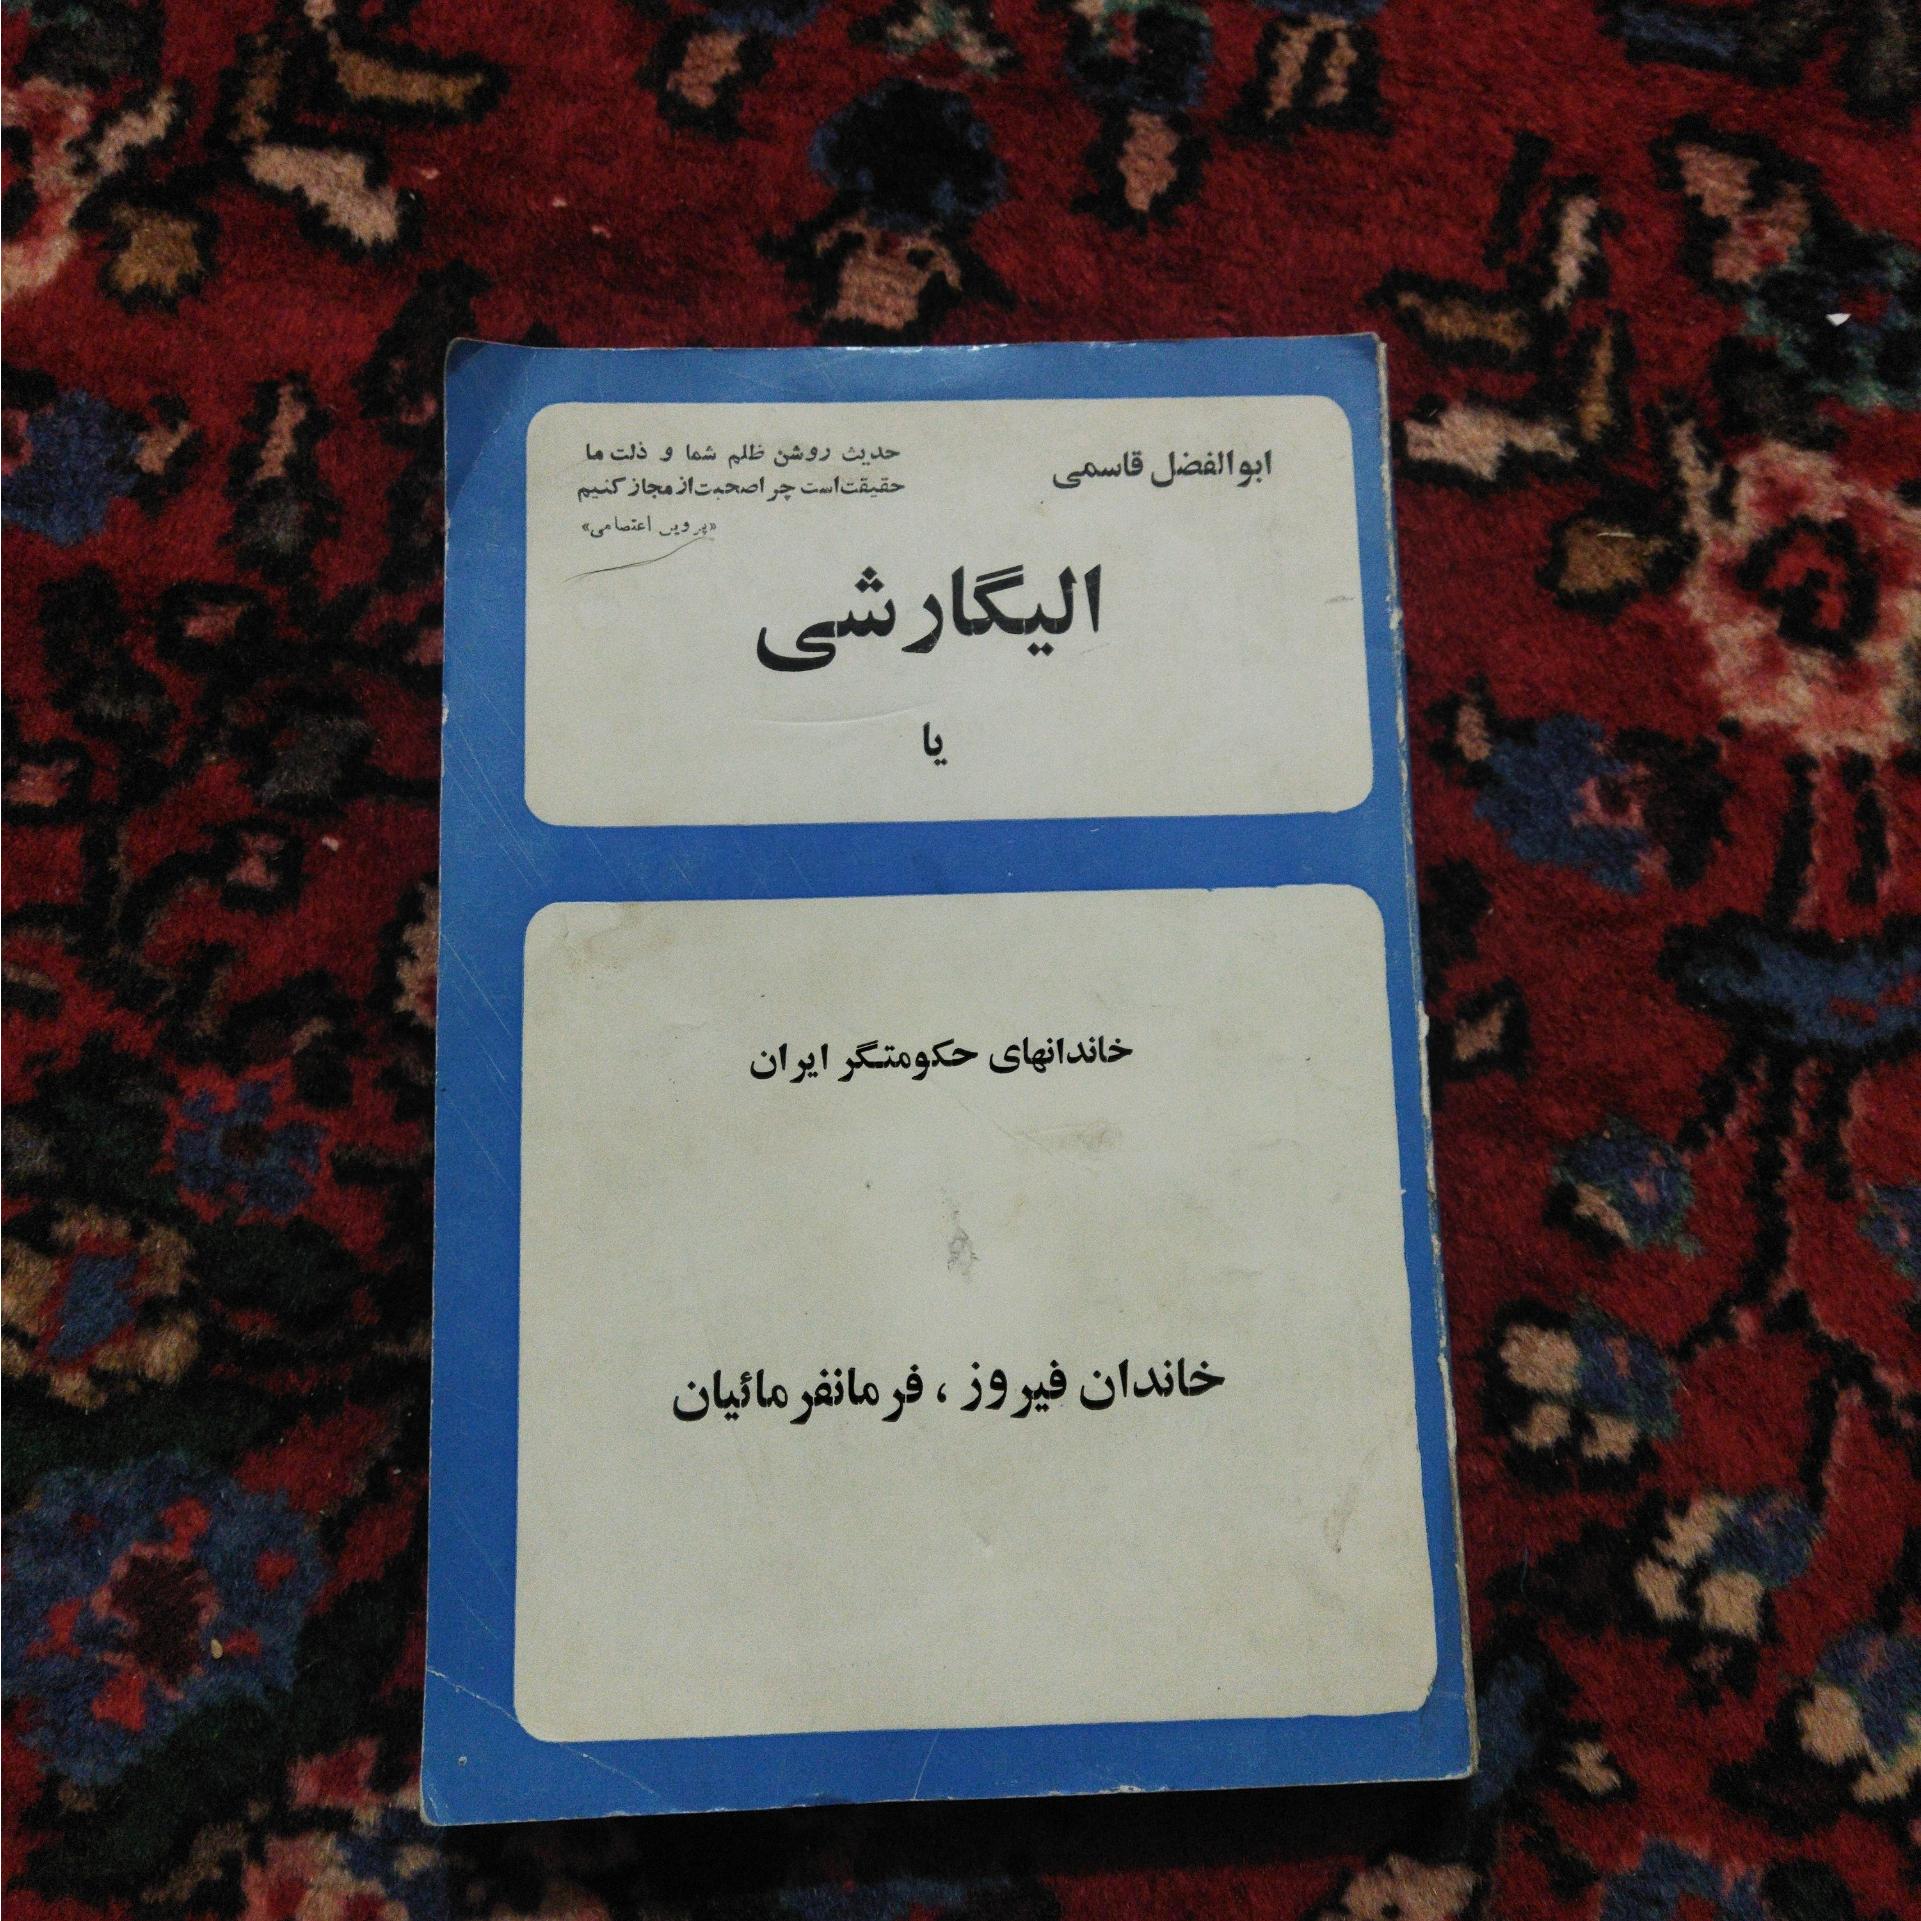 ابوالفضل قاسمی
حدیث روشن ظلم شما و ذلت ما
حقیقت‌است چرا صحبت‌از مجاز کنیم
«پروین اعتصامی»
الیگارشی
یا
خاندانهای حکومتگر ایران
خاندان فیروز ، فرمانفرمائیان